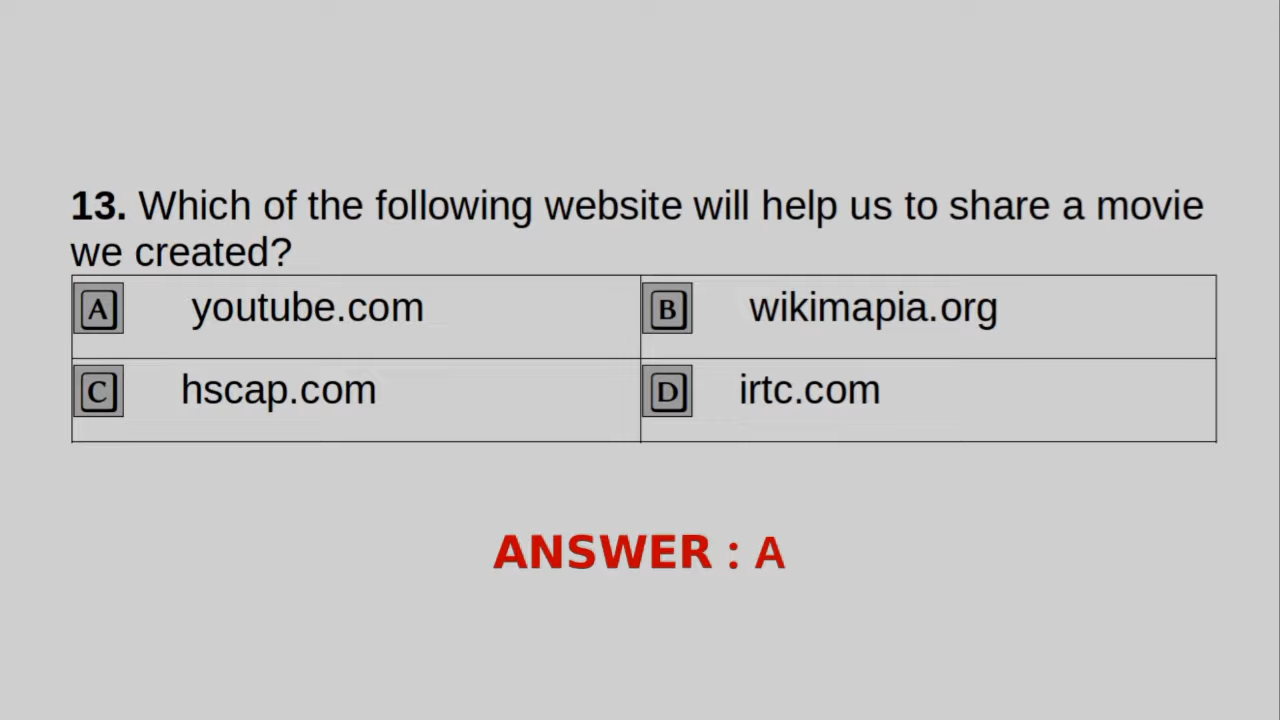 13. Which of the following website will help us to share a movie
we created?
A youtube.com B wikimapia.org
C hscap.com D irtc.com
ANSWER : A